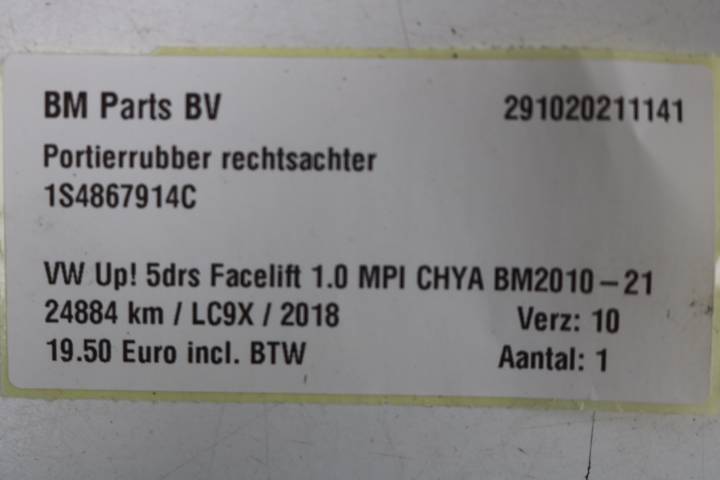 BM Parts BV 291020211141
Portierrubber rechtsachter
1S4867914C
VW Up! 5drs Facelift 1.0 MPI CHYA BM2010-21
24884 km / LC9X / 2018 Verz: 10
19.50 Euro incl. BTW Aantal: 1